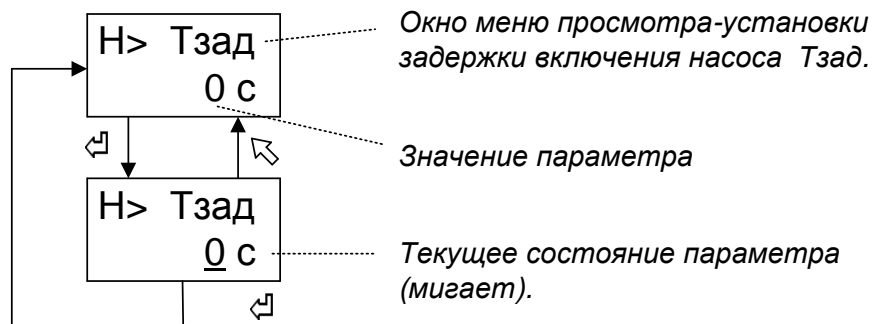 Н> Тзад
0 с
Окно меню просмотра-установки
задержки включения насоса Тзад.
Значение параметра
Н> Тзад
0 с
Текущее состояние параметра
(мигает).